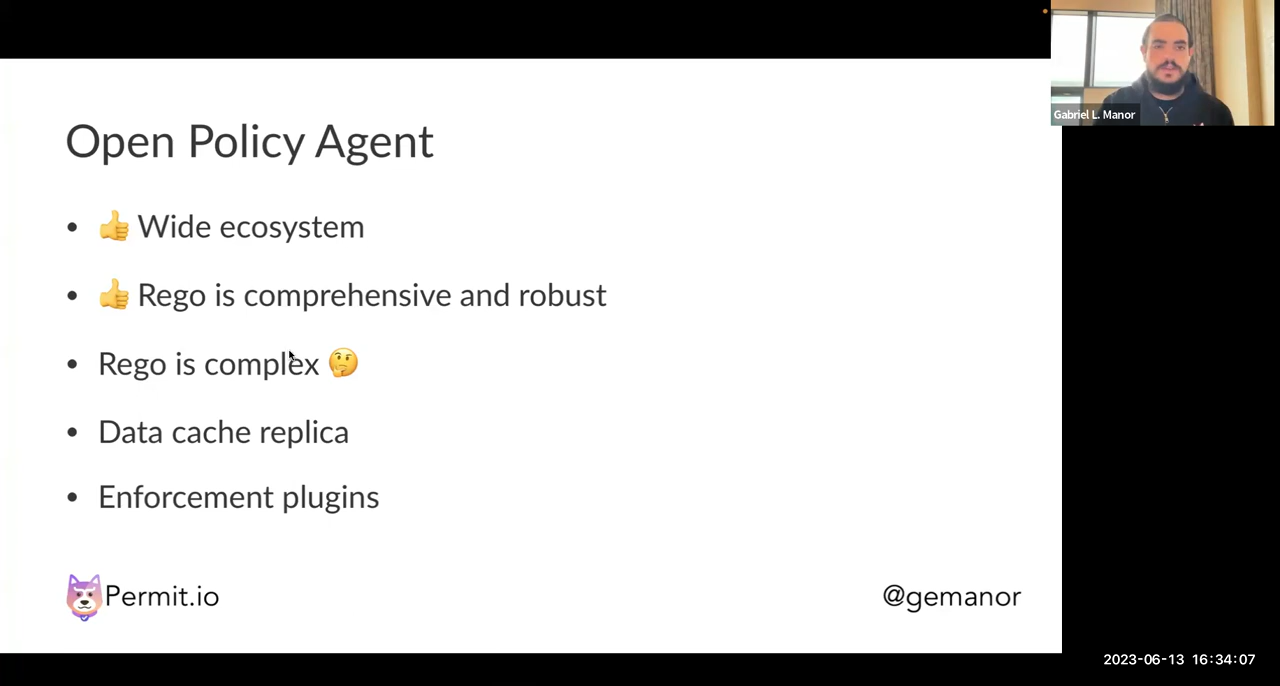 Open Policy Agent
• 👍 Wide ecosystem
• 👍 Rego is comprehensive and robust
• Rego is complex 🤔
• Data cache replica
• Enforcement plugins
Permit.io
@gemanor
Gabriel L. Manor
2023-06-13 16:34:07